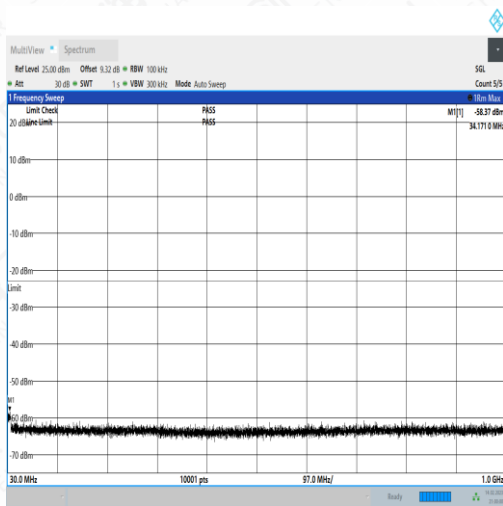 MultiView Spectrum
Ref Level 25.00 dBm Offset 9.32 dB RBW 100 kHz SGL
Att 30 dB SWT 1 s VBW 300 kHz Mode Auto Sweep Count 5/5
1 Frequency Sweep 1Rm Max
Limit Check PASS M1[1] -58.37 dBm
20 dBm Line Limit PASS 34.171 0 MHz
10 dBm
0 dBm
-10 dBm
-20 dBm
Limit
-30 dBm
-40 dBm
-50 dBm
M1
-60 dBm
-70 dBm
30.0 MHz 10001 pts 97.0 MHz/ 1.0 GHz
Ready